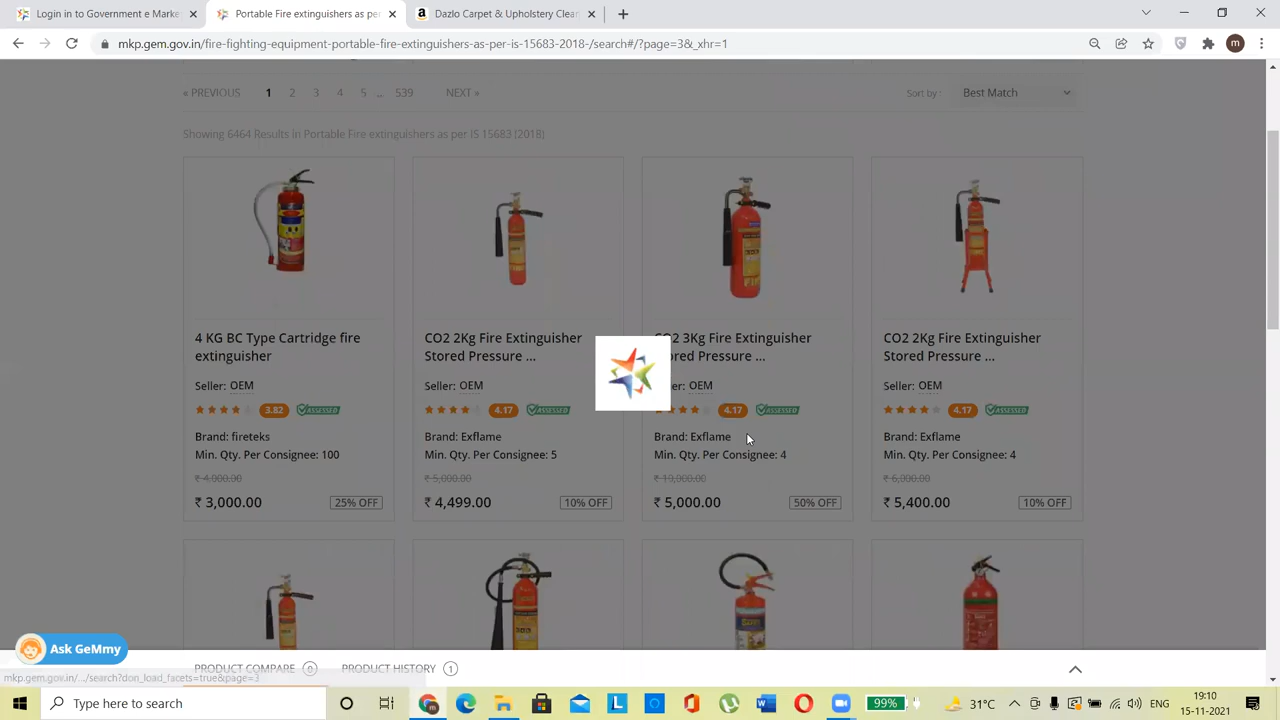 Login in to Government e Marke
Portable Fire extinguishers as per
Dazlo Carpet & Upholstery Clean
mkp.gem.gov.in/fire-fighting-equipment-portable-fire-extinguishers-as-per-is-15683-2018-/search#/?page=3&_xhr=1
m
« PREVIOUS 1 2 3 4 5 ... 539 NEXT »
Sort by : Best Match
Showing 6464 Results in Portable Fire extinguishers as per IS 15683 (2018)
4 KG BC Type Cartridge fire extinguisher
Seller: OEM
3.82 ASSESSED
Brand: fireteks
Min. Qty. Per Consignee: 100
₹ 4,000.00
₹ 3,000.00 25% OFF
CO2 2Kg Fire Extinguisher
Stored Pressure ...
Seller: OEM
4.17 ASSESSED
Brand: Exflame
Min. Qty. Per Consignee: 5
₹ 5,000.00
₹ 4,499.00 10% OFF
CO2 3Kg Fire Extinguisher
ored Pressure ...
er: OEM
4.17 ASSESSED
Brand: Exflame
Min. Qty. Per Consignee: 4
₹ 10,000.00
₹ 5,000.00 50% OFF
CO2 2Kg Fire Extinguisher
Stored Pressure ...
Seller: OEM
4.17 ASSESSED
Brand: Exflame
Min. Qty. Per Consignee: 4
₹ 6,000.00
₹ 5,400.00 10% OFF
Ask GeMmy
PRODUCT COMPARE 0 PRODUCT HISTORY 1
mkp.gem.gov.in/.../search?don_load_facets=true&page=3
Type here to search
99%
31°C
ENG
19:10
15-11-2021